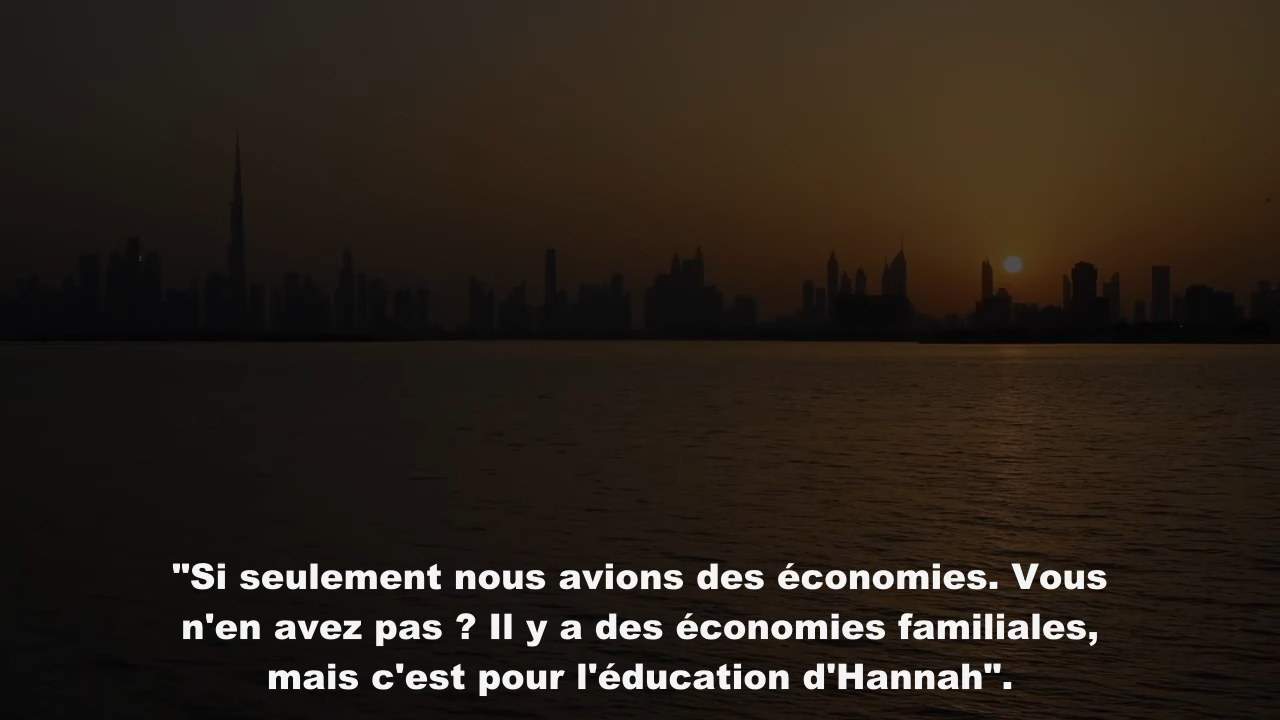 "Si seulement nous avions des économies. Vous
n'en avez pas ? Il y a des économies familiales,
mais c'est pour l'éducation d'Hannah".